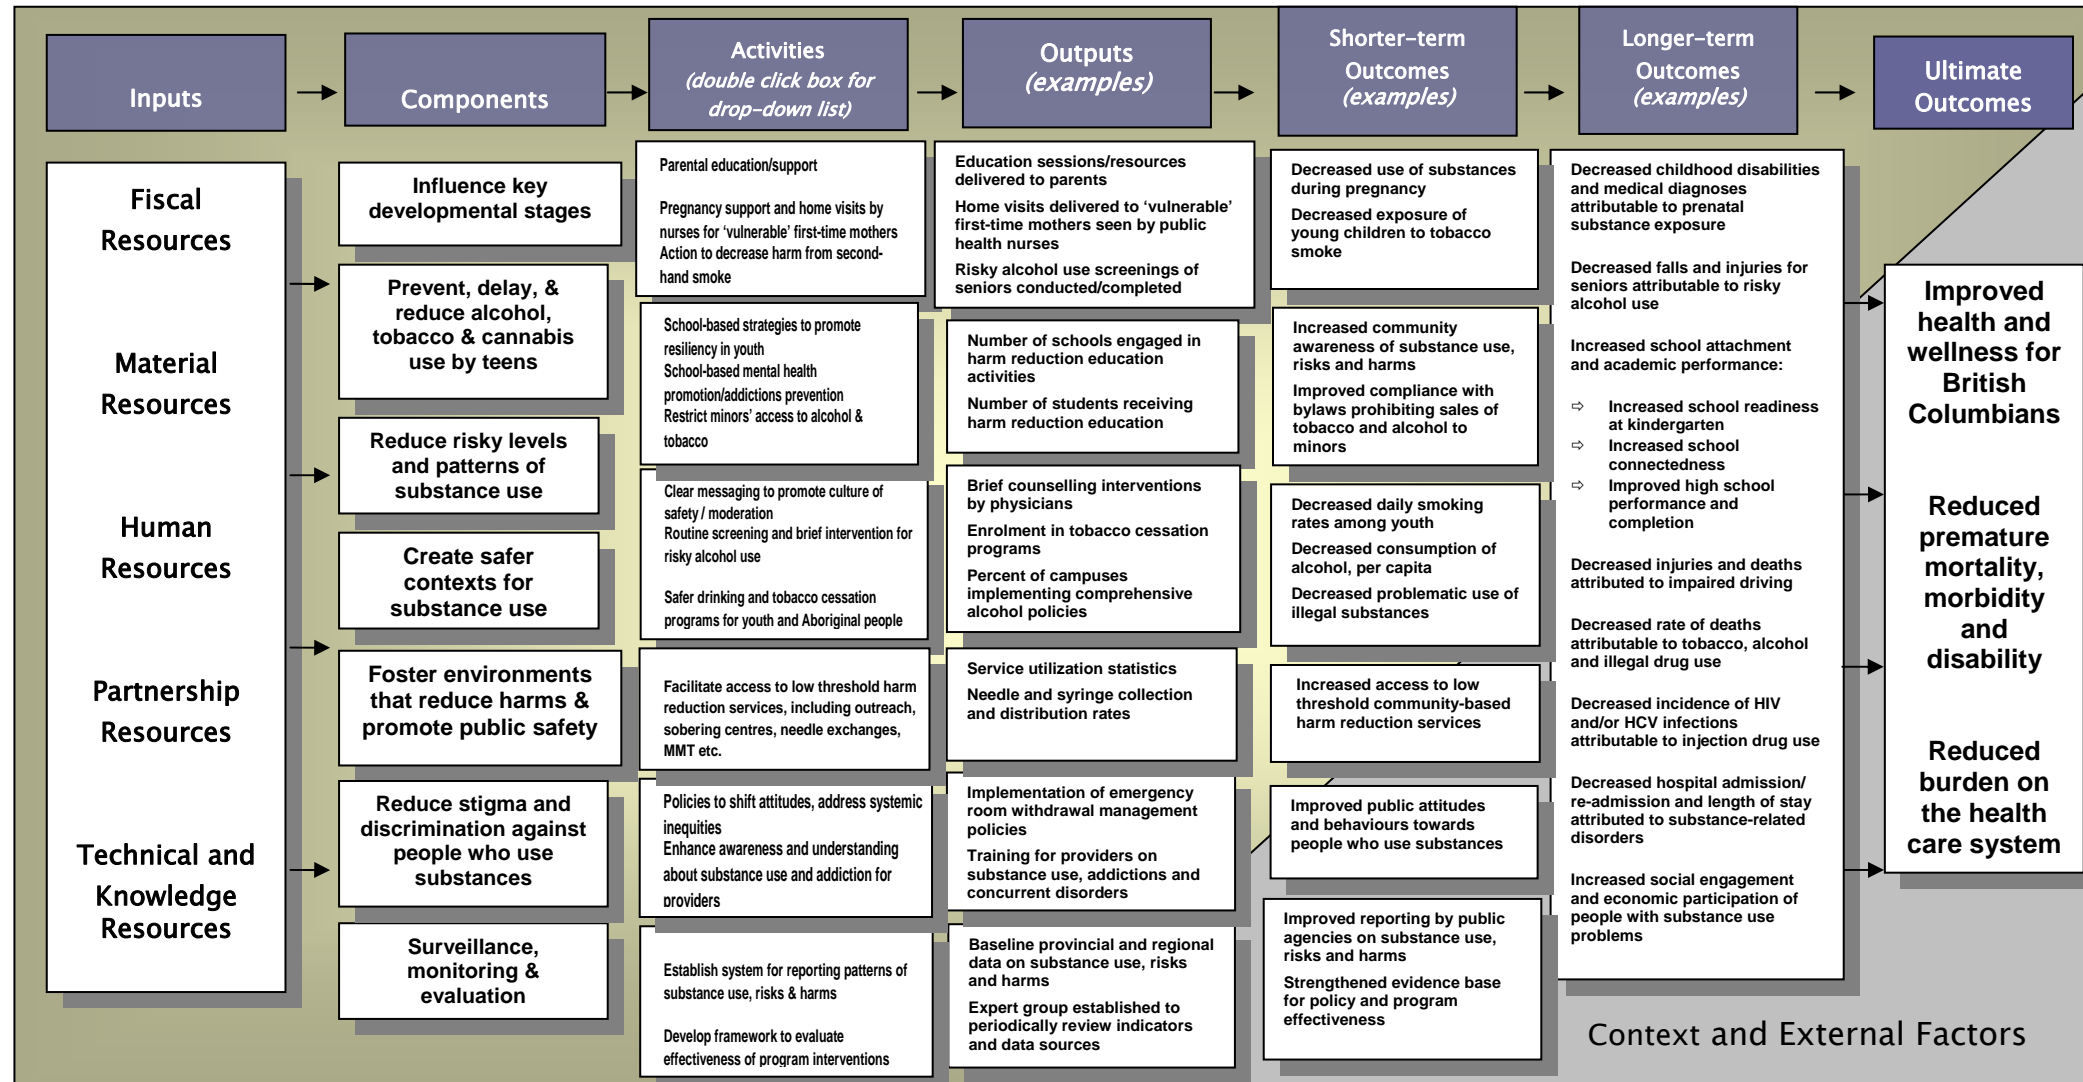 Inputs
Components
Activities
(double click box for
drop-down list)
Outputs
(examples)
Shorter-term
Outcomes
(examples)
Longer-term
Outcomes
(examples)
Ultimate
Outcomes
Fiscal
Resources
Material
Resources
Human
Resources
Partnership
Resources
Technical and
Knowledge
Resources
Influence key
developmental stages
Prevent, delay, &
reduce alcohol,
tobacco & cannabis
use by teens
Reduce risky levels
and patterns of
substance use
Create safer
contexts for
substance use
Foster environments
that reduce harms &
promote public safety
Reduce stigma and
discrimination against
people who use
substances
Surveillance,
monitoring &
evaluation
Parental education/support
Pregnancy support and home visits by
nurses for ‘vulnerable’ first-time mothers
Action to decrease harm from second-
hand smoke
School-based strategies to promote
resiliency in youth
School-based mental health
promotion/addictions prevention
Restrict minors’ access to alcohol &
tobacco
Clear messaging to promote culture of
safety / moderation
Routine screening and brief intervention for
risky alcohol use
Safer drinking and tobacco cessation
programs for youth and Aboriginal people
Facilitate access to low threshold harm
reduction services, including outreach,
sobering centres, needle exchanges,
MMT etc.
Policies to shift attitudes, address systemic
inequities
Enhance awareness and understanding
about substance use and addiction for
providers
Establish system for reporting patterns of
substance use, risks & harms
Develop framework to evaluate
effectiveness of program interventions
Education sessions/resources
delivered to parents
Home visits delivered to ‘vulnerable’
first-time mothers seen by public
health nurses
Risky alcohol use screenings of
seniors conducted/completed
Number of schools engaged in
harm reduction education
activities
Number of students receiving
harm reduction education
Brief counselling interventions
by physicians
Enrolment in tobacco cessation
programs
Percent of campuses
implementing comprehensive
alcohol policies
Service utilization statistics
Needle and syringe collection
and distribution rates
Implementation of emergency
room withdrawal management
policies
Training for providers on
substance use, addictions and
concurrent disorders
Baseline provincial and regional
data on substance use, risks
and harms
Expert group established to
periodically review indicators
and data sources
Decreased use of substances
during pregnancy
Decreased exposure of
young children to tobacco
smoke
Increased community
awareness of substance use,
risks and harms
Improved compliance with
bylaws prohibiting sales of
tobacco and alcohol to
minors
Decreased daily smoking
rates among youth
Decreased consumption of
alcohol, per capita
Decreased problematic use of
illegal substances
Increased access to low
threshold community-based
harm reduction services
Improved public attitudes
and behaviours towards
people who use substances
Improved reporting by public
agencies on substance use,
risks and harms
Strengthened evidence base
for policy and program
effectiveness
Decreased childhood disabilities
and medical diagnoses
attributable to prenatal
substance exposure
Decreased falls and injuries for
seniors attributable to risky
alcohol use
Increased school attachment
and academic performance:
⇨ Increased school readiness
at kindergarten
⇨ Increased school
connectedness
⇨ Improved high school
performance and
completion
Decreased injuries and deaths
attributed to impaired driving
Decreased rate of deaths
attributable to tobacco, alcohol
and illegal drug use
Decreased incidence of HIV
and/or HCV infections
attributable to injection drug use
Decreased hospital admission/
re-admission and length of stay
attributed to substance-related
disorders
Increased social engagement
and economic participation of
people with substance use
problems
Improved
health and
wellness for
British
Columbians
Reduced
premature
mortality,
morbidity
and
disability
Reduced
burden on
the health
care system
Context and External Factors